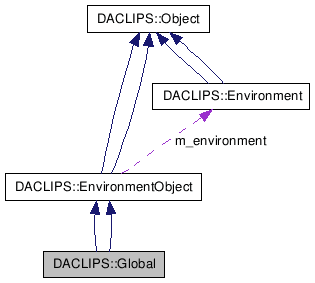 DACLIPS::Object
DACLIPS::Environment
m_environment
DACLIPS::EnvironmentObject
DACLIPS::Global